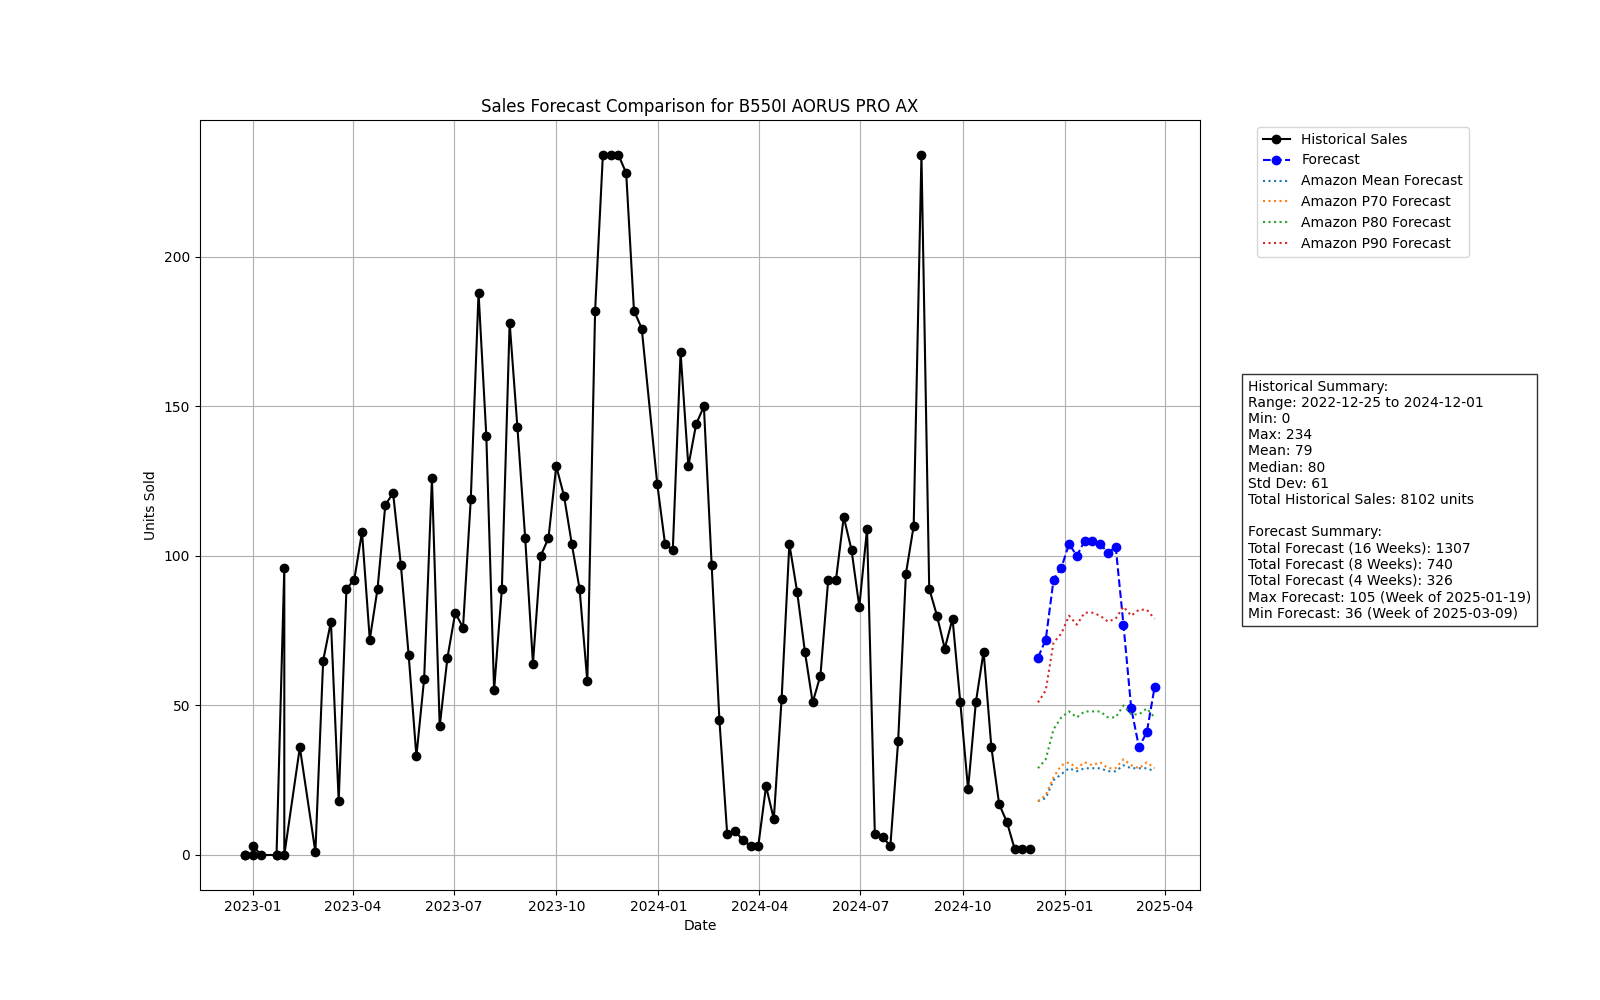 Sales Forecast Comparison for B550I AORUS PRO AX
Historical Sales
Forecast
Amazon Mean Forecast
Amazon P70 Forecast
Amazon P80 Forecast
Amazon P90 Forecast
Units Sold
200
150
100
50
0
2023-01
2023-04
2023-07
2023-10
2024-01
2024-04
2024-07
2024-10
2025-01
2025-04
Date
Historical Summary:
Range: 2022-12-25 to 2024-12-01
Min: 0
Max: 234
Mean: 79
Median: 80
Std Dev: 61
Total Historical Sales: 8102 units
Forecast Summary:
Total Forecast (16 Weeks): 1307
Total Forecast (8 Weeks): 740
Total Forecast (4 Weeks): 326
Max Forecast: 105 (Week of 2025-01-19)
Min Forecast: 36 (Week of 2025-03-09)